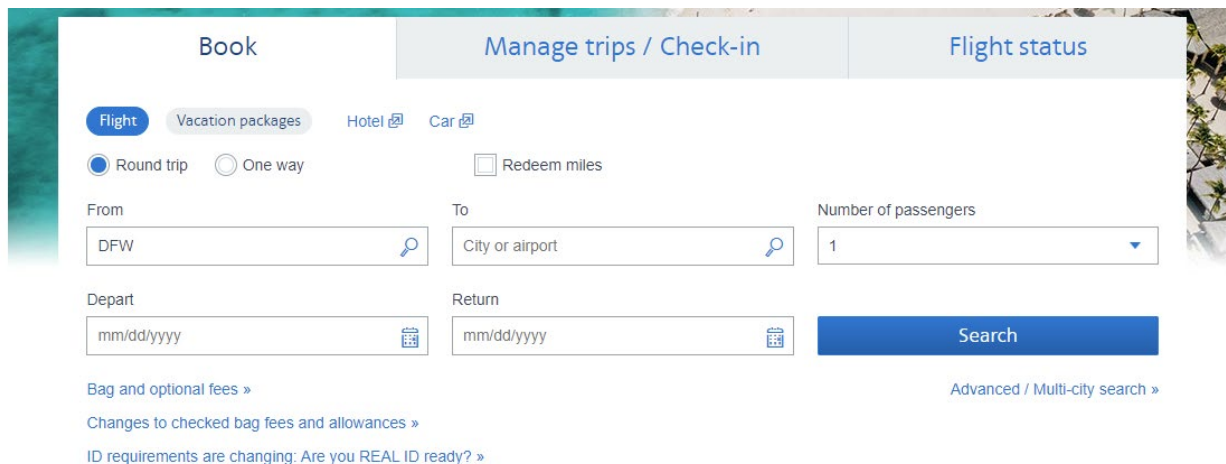 Book Manage trips / Check-in Flight status
Flight Vacation packages Hotel Car
Round trip One way Redeem miles
From To Number of passengers
DFW City or airport 1
Depart Return
mm/dd/yyyy mm/dd/yyyy Search
Bag and optional fees » Advanced / Multi-city search »
Changes to checked bag fees and allowances »
ID requirements are changing: Are you REAL ID ready? »